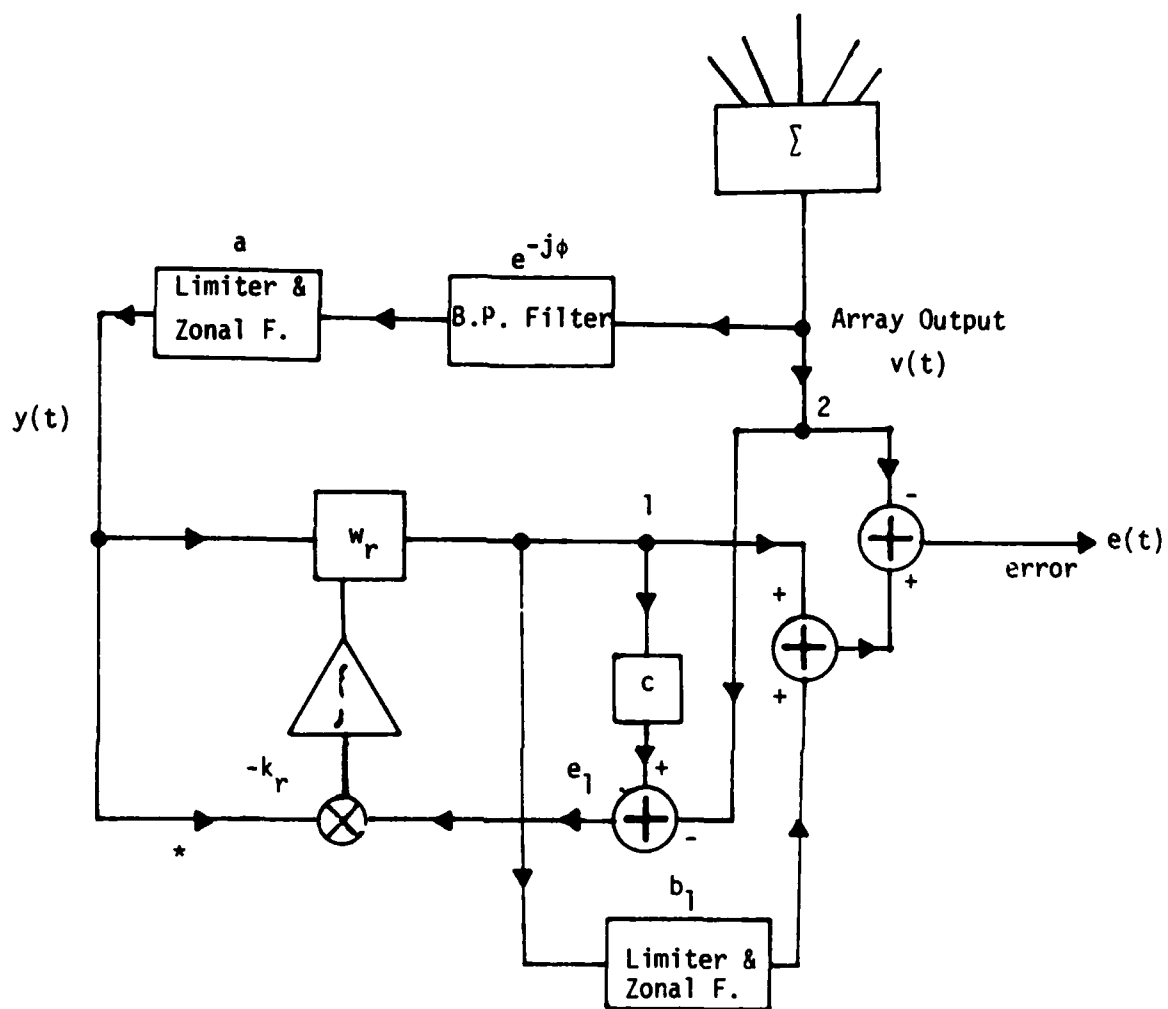 Σ
a
Limiter &
Zonal F.
e^-jϕ
B.P. Filter
Array Output
v(t)
y(t)
2
w_r
1
-
+
e(t)
error
+
+
c
∫
-k_r
e_1
+
-
*
b_1
Limiter &
Zonal F.